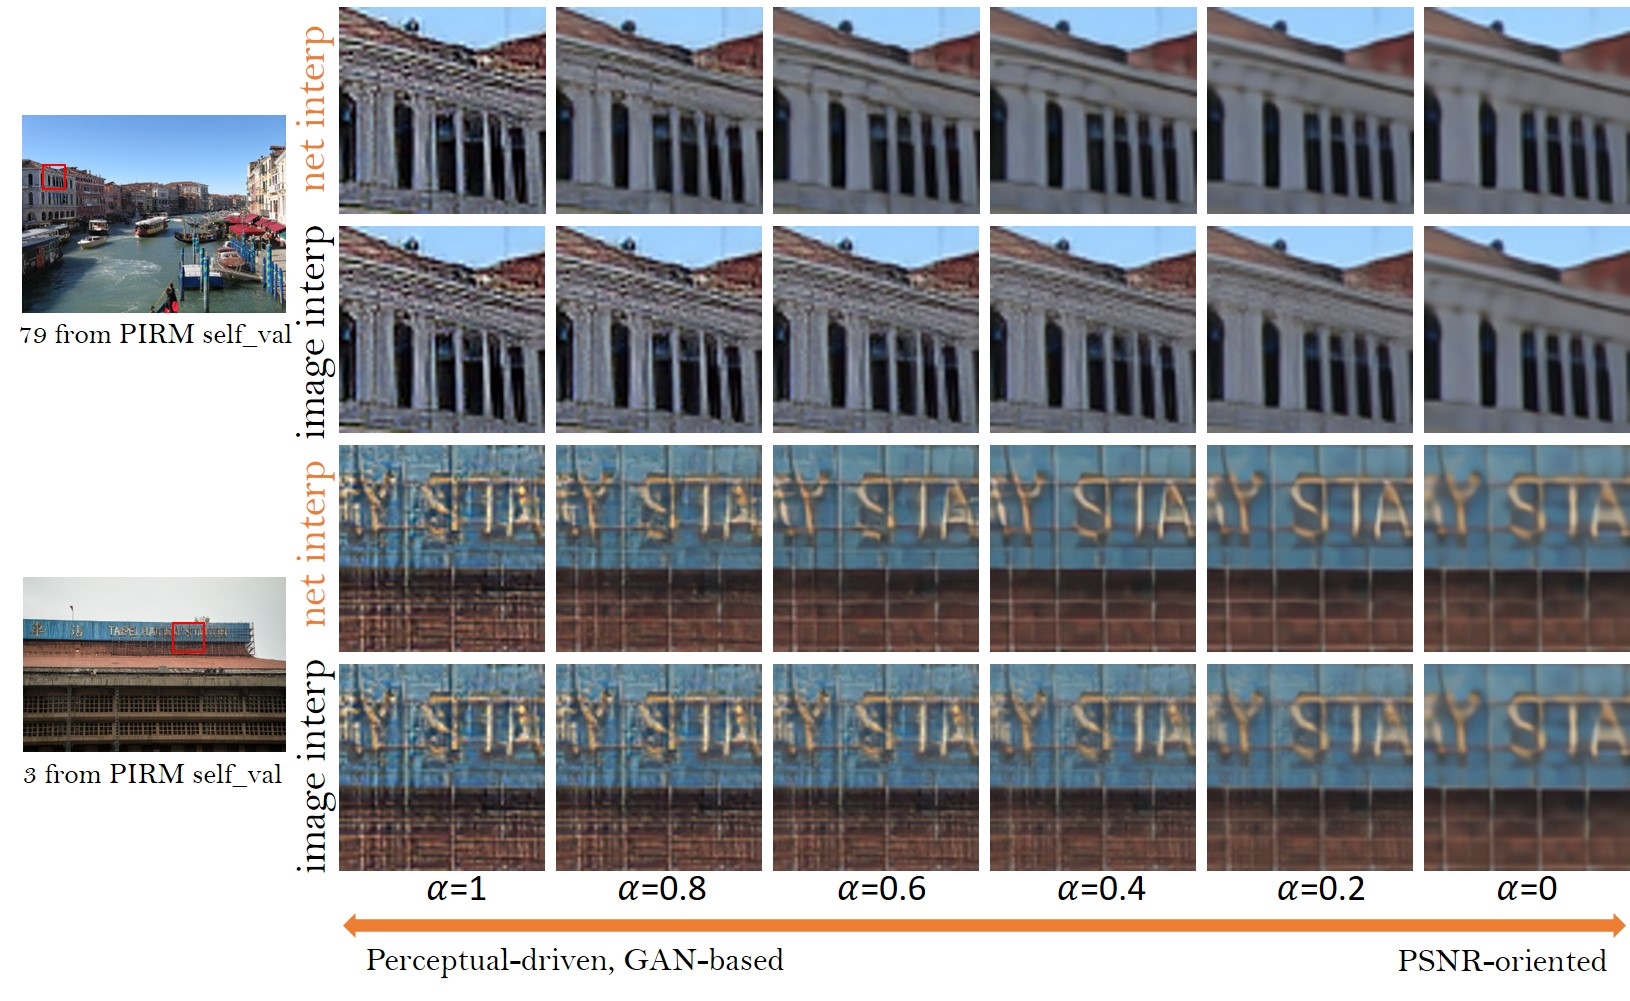 net interp
image interp
79 from PIRM self_val
net interp
image interp
3 from PIRM self_val
Y STA
α=1
α=0.8
α=0.6
α=0.4
α=0.2
α=0
Perceptual-driven, GAN-based
PSNR-oriented